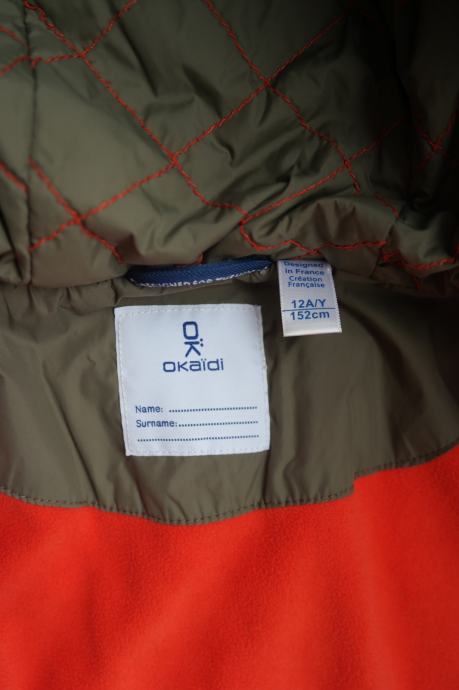 Designed
in France
Création
Française
12A/Y
152cm
OK
OKAÏDI
Name:
Surname: